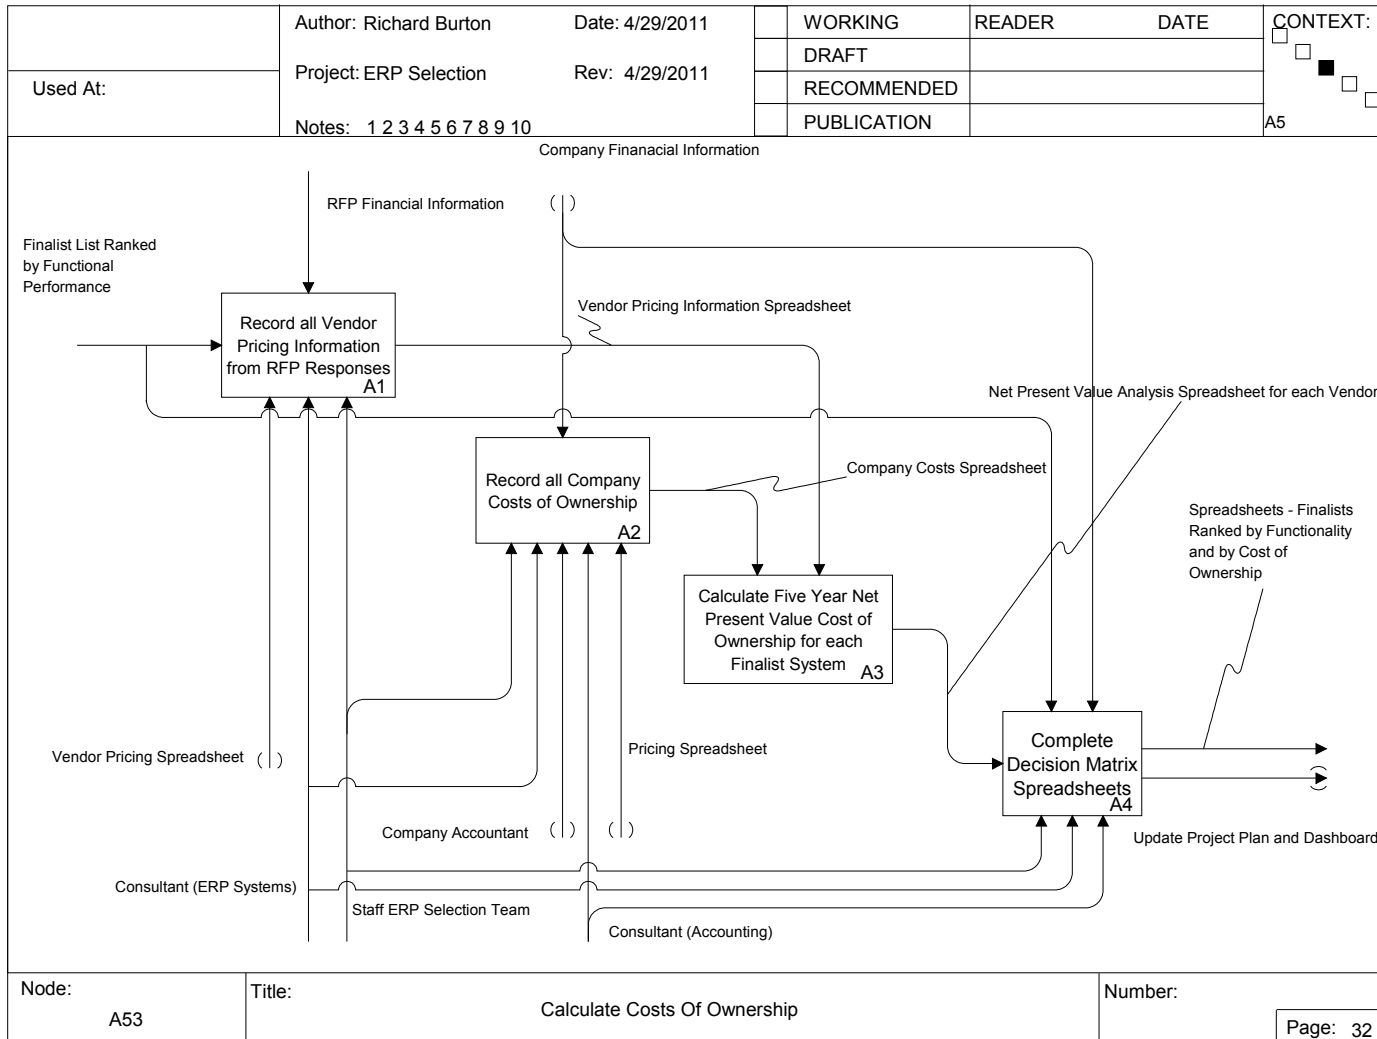 Used At:
Author: Richard Burton
Date: 4/29/2011
Project: ERP Selection
Rev: 4/29/2011
Notes: 1 2 3 4 5 6 7 8 9 10
WORKING
DRAFT
RECOMMENDED
PUBLICATION
READER
DATE
CONTEXT:
A5
Company Finanacial Information
RFP Financial Information
Finalist List Ranked
by Functional
Performance
Record all Vendor
Pricing Information
from RFP Responses
A1
Vendor Pricing Information Spreadsheet
Net Present Value Analysis Spreadsheet for each Vendor
Record all Company
Costs of Ownership
A2
Company Costs Spreadsheet
Spreadsheets - Finalists
Ranked by Functionality
and by Cost of
Ownership
Calculate Five Year Net
Present Value Cost of
Ownership for each
Finalist System
A3
Complete
Decision Matrix
Spreadsheets
A4
Vendor Pricing Spreadsheet
Pricing Spreadsheet
Company Accountant
Update Project Plan and Dashboard
Consultant (ERP Systems)
Staff ERP Selection Team
Consultant (Accounting)
Node:
A53
Title:
Calculate Costs Of Ownership
Number:
Page: 32